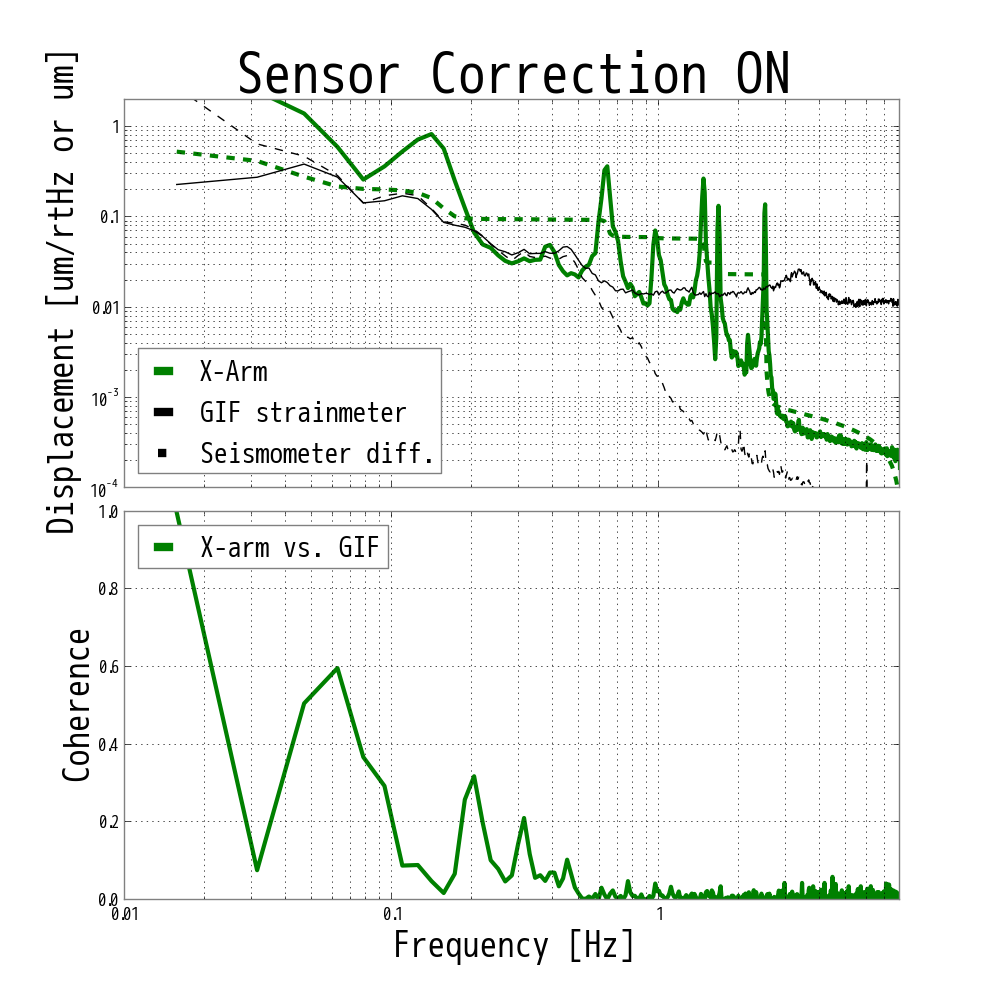 Sensor Correction ON
Displacement [um/rtHz or um]
1
0.1
0.01
10^-3
10^-4
X-Arm
GIF strainmeter
Seismometer diff.
Coherence
1.0
0.8
0.6
0.4
0.2
0.0
X-arm vs. GIF
0.01
0.1
1
Frequency [Hz]